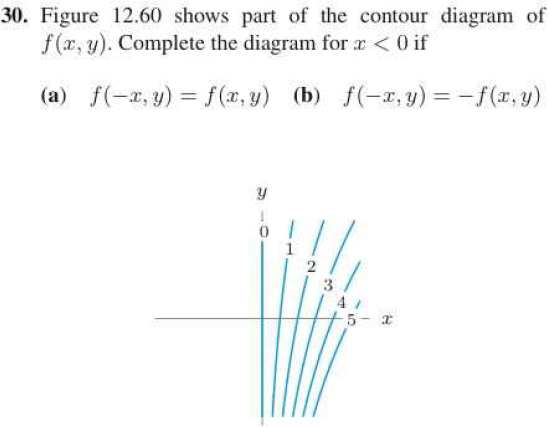 30. Figure 12.60 shows part of the contour diagram of
f(x, y). Complete the diagram for x < 0 if
(a) f(−x, y) = f(x, y) (b) f(−x, y) = −f(x, y)
y
0
1
2
3
4
5
x